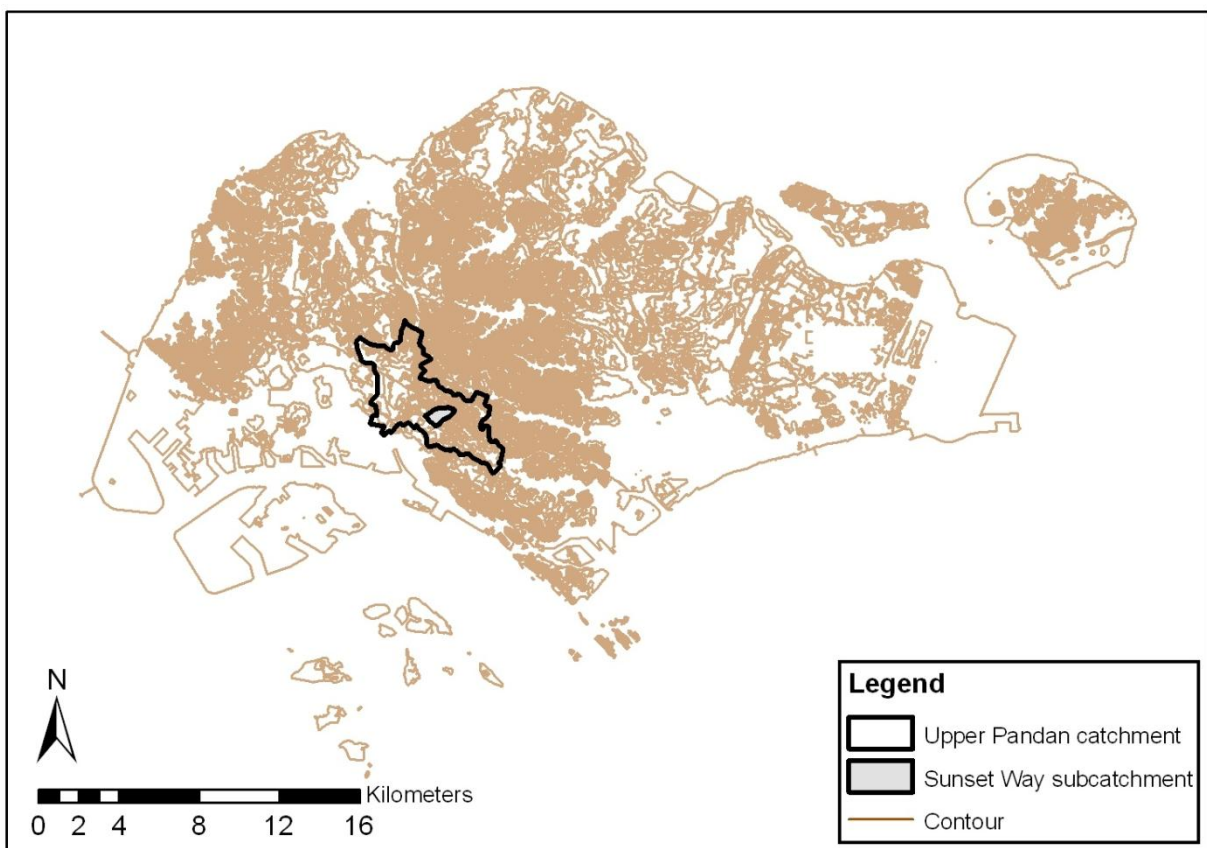 N
Kilometers
0 2 4 8 12 16
Legend
Upper Pandan catchment
Sunset Way subcatchment
Contour